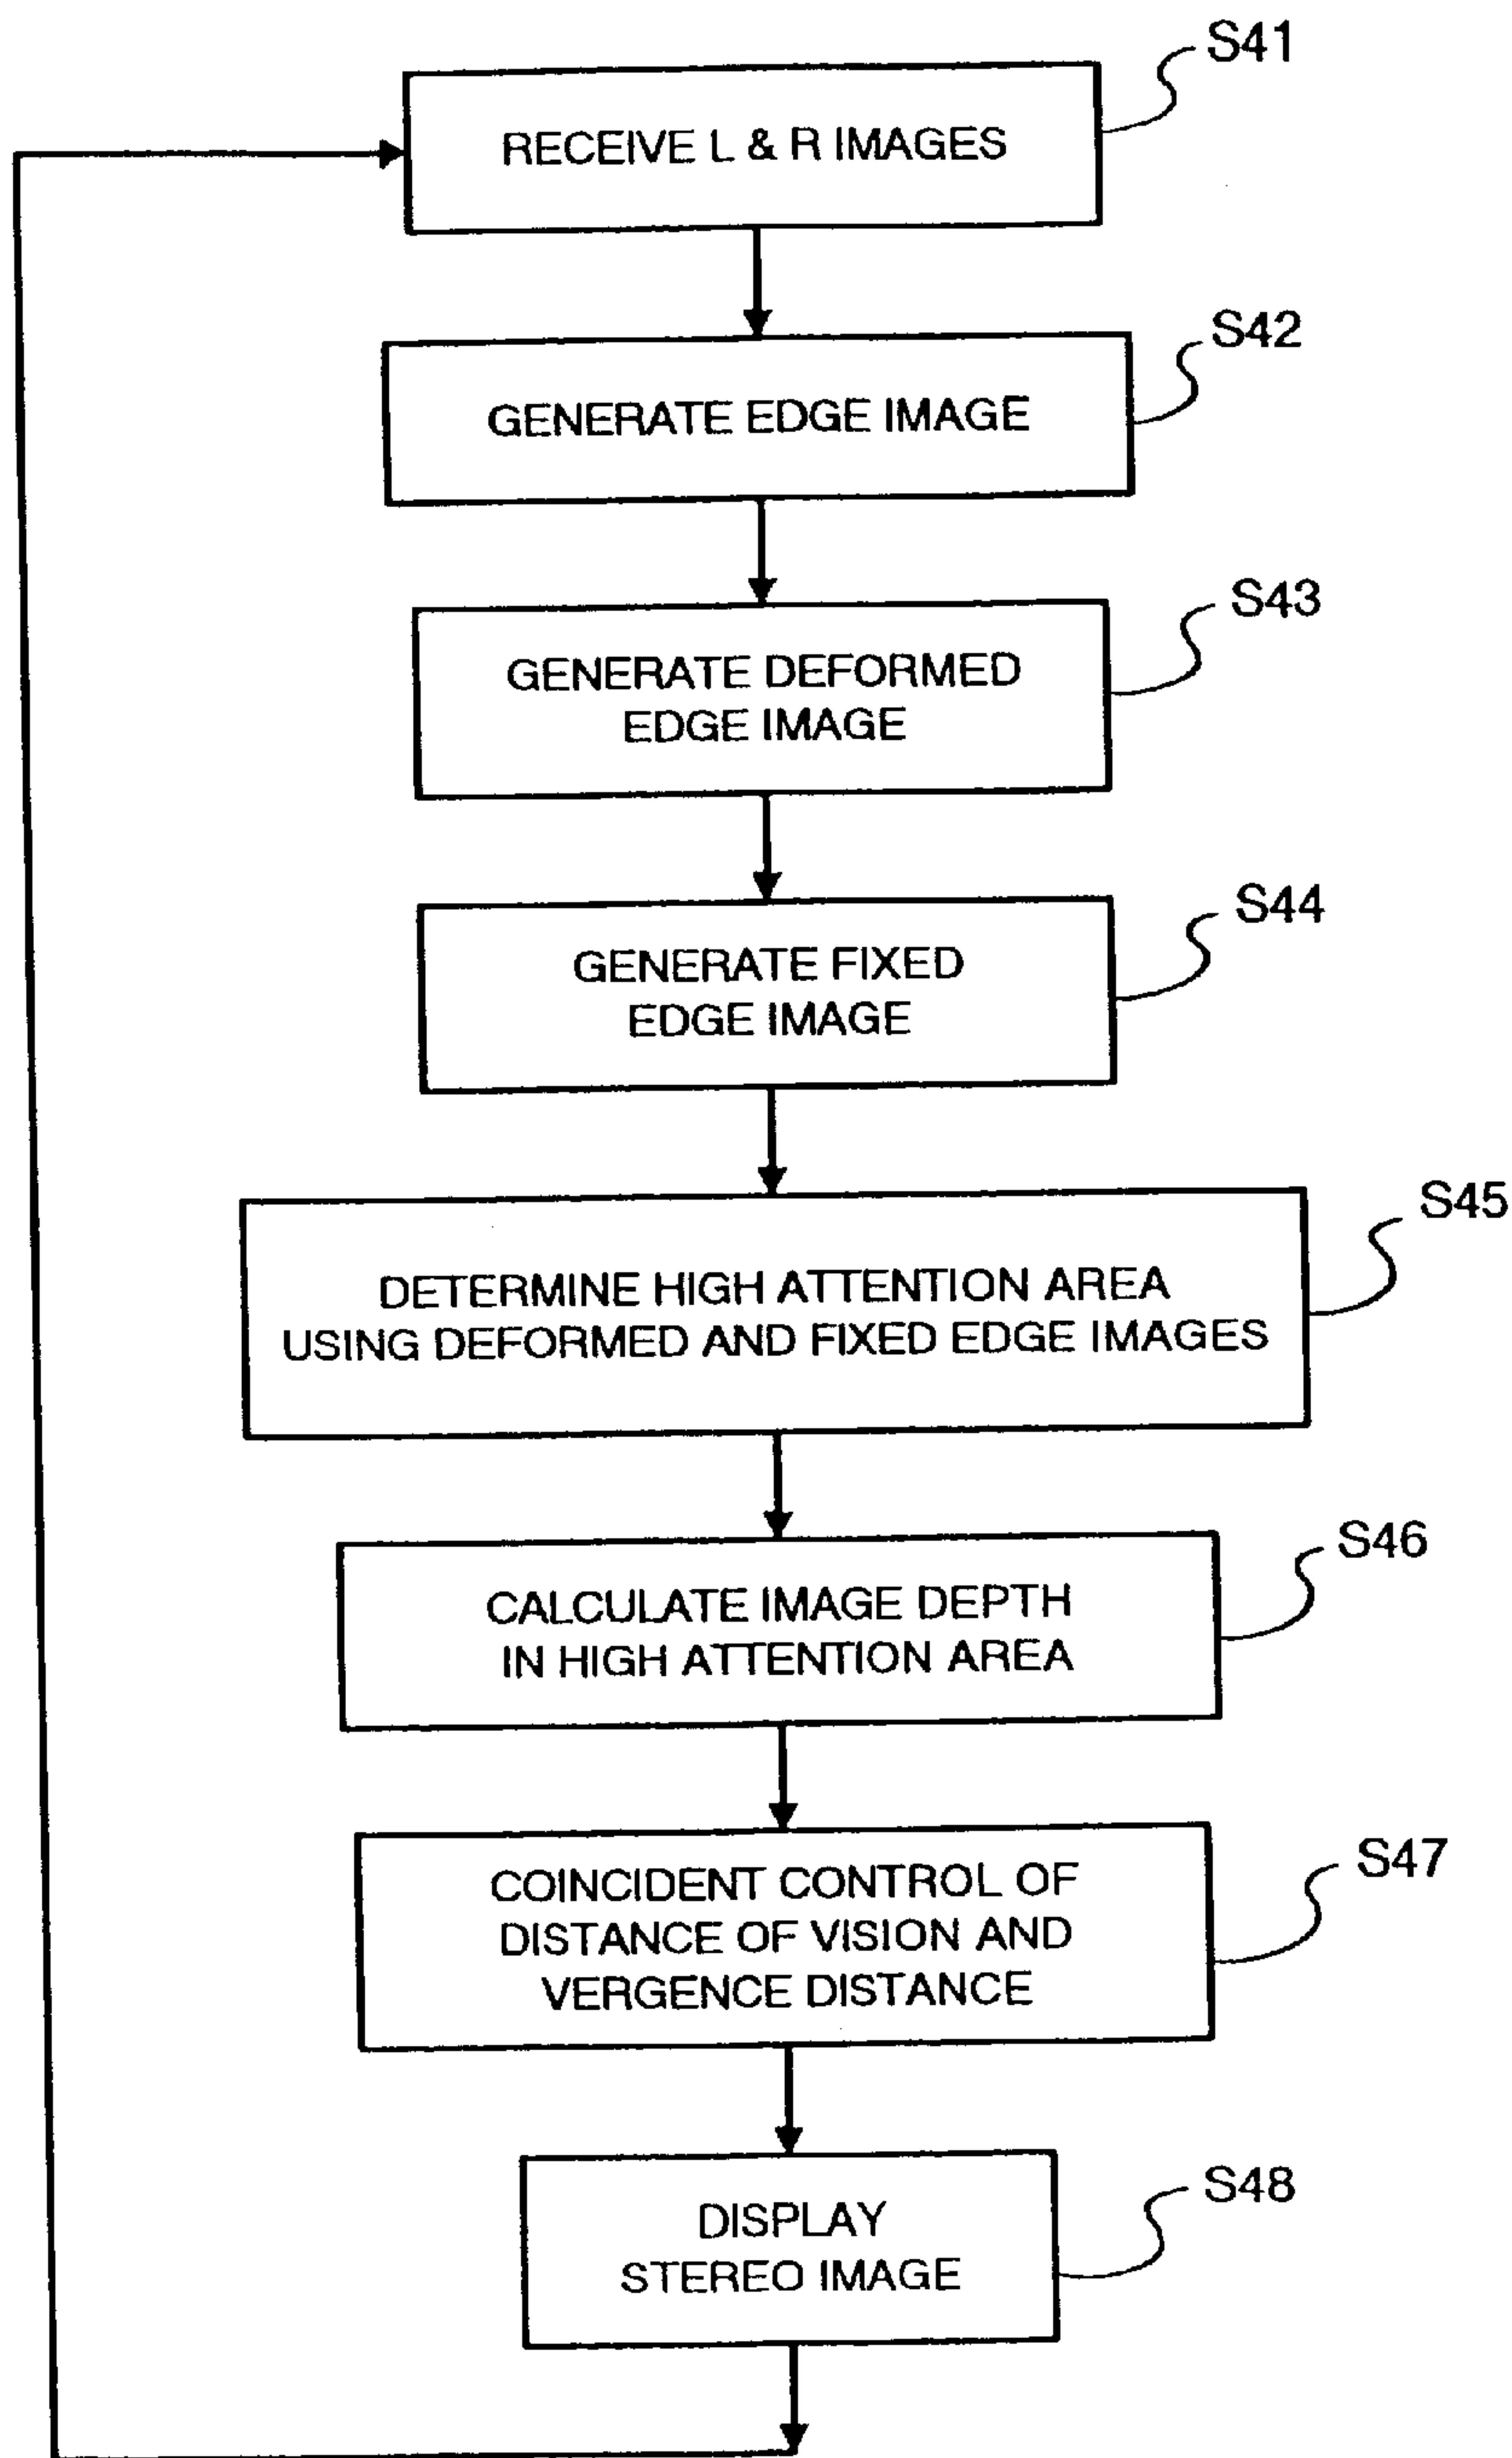 S41
RECEIVE L & R IMAGES
S42
GENERATE EDGE IMAGE
S43
GENERATE DEFORMED
EDGE IMAGE
S44
GENERATE FIXED
EDGE IMAGE
S45
DETERMINE HIGH ATTENTION AREA
USING DEFORMED AND FIXED EDGE IMAGES
S46
CALCULATE IMAGE DEPTH
IN HIGH ATTENTION AREA
S47
COINCIDENT CONTROL OF
DISTANCE OF VISION AND
VERGENCE DISTANCE
S48
DISPLAY
STEREO IMAGE